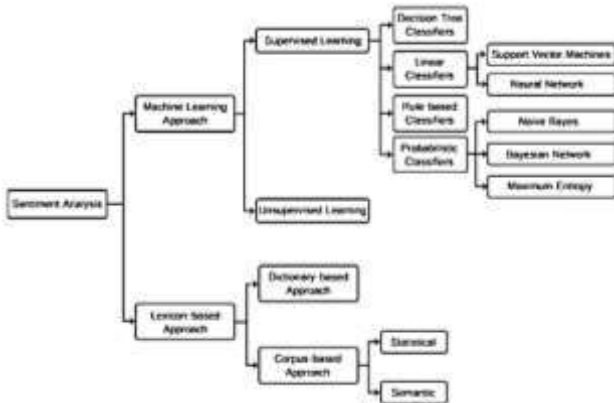 Decision Tree
Classifiers
Supervised Learning
Linear
Classifiers
Support Vector Machines
Neural Network
Machine Learning
Approach
Rule based
Classifiers
Naive Bayes
Probabilistic
Classifiers
Bayesian Network
Maximum Entropy
Sentiment Analysis
Unsupervised Learning
Dictionary based
Approach
Lexicon based
Approach
Statistical
Corpus based
Approach
Semantic